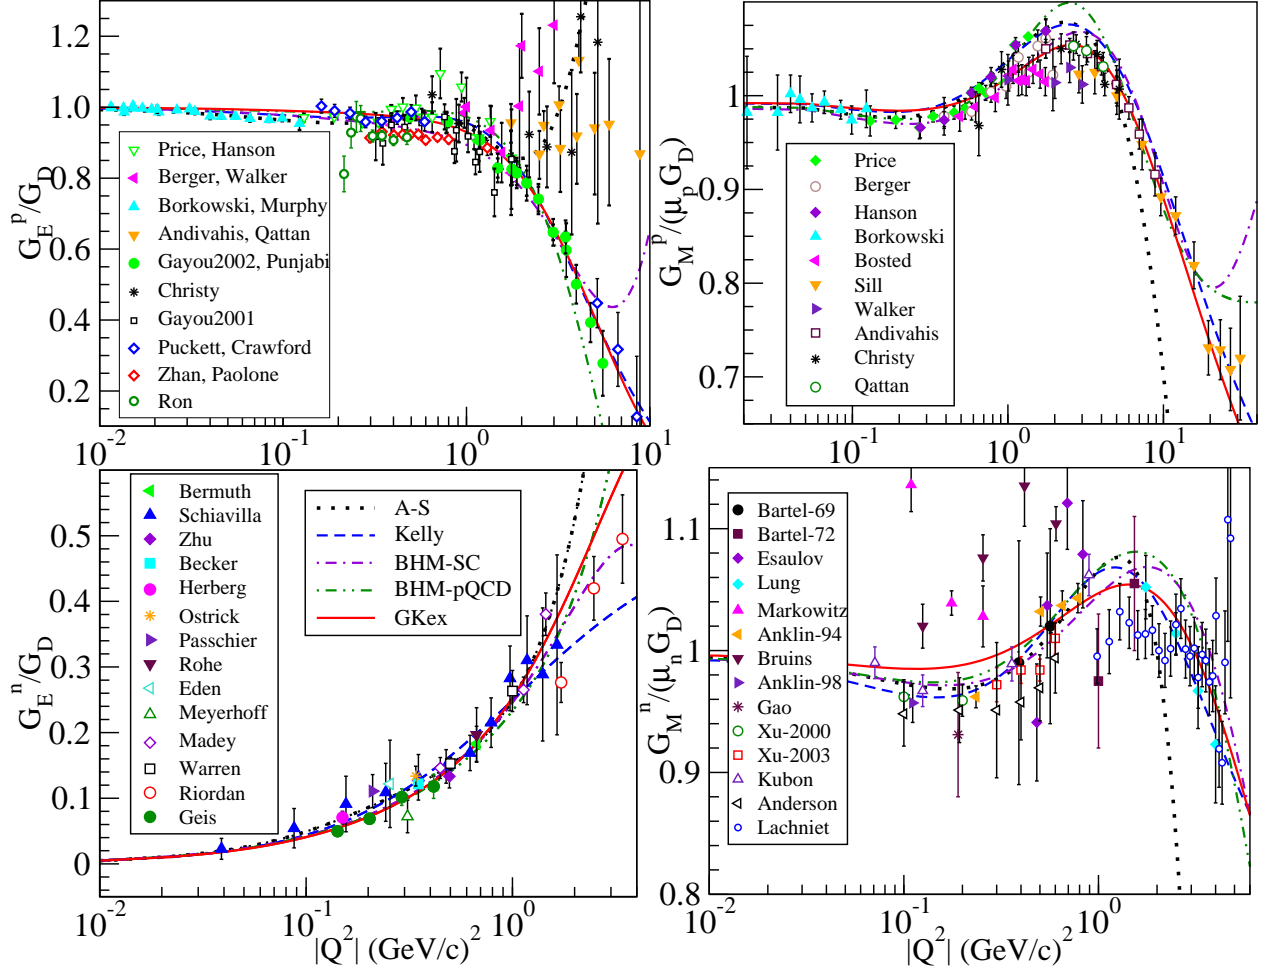 1.2
1.0
0.8
0.6
0.4
0.2
G_E^p/G_D
Price, Hanson
Berger, Walker
Borkowski, Murphy
Andivahis, Qattan
Gayou2002, Punjabi
Christy
Gayou2001
Puckett, Crawford
Zhan, Paolone
Ron
10^-2
10^-1
10^0
10^1
1
0.9
0.8
0.7
G_M^p/(μ_p G_D)
Price
Berger
Hanson
Borkowski
Bosted
Sill
Walker
Andivahis
Christy
Qattan
10^-1
10^0
10^1
0.5
0.4
0.3
0.2
0.1
0
G_E^n/G_D
Bermuth
Schiavilla
Zhu
Becker
Herberg
Ostrick
Passchier
Rohe
Eden
Meyerhoff
Madey
Warren
Riordan
Geis
A-S
Kelly
BHM-SC
BHM-pQCD
GKex
10^-2
10^-1
10^0
|Q^2| (GeV/c)^2
1.1
1.0
0.9
0.8
G_M^n/(μ_n G_D)
Bartel-69
Bartel-72
Esaulov
Lung
Markowitz
Anklin-94
Bruins
Anklin-98
Gao
Xu-2000
Xu-2003
Kubon
Anderson
Lachniet
10^-2
10^-1
10^0
|Q^2| (GeV/c)^2